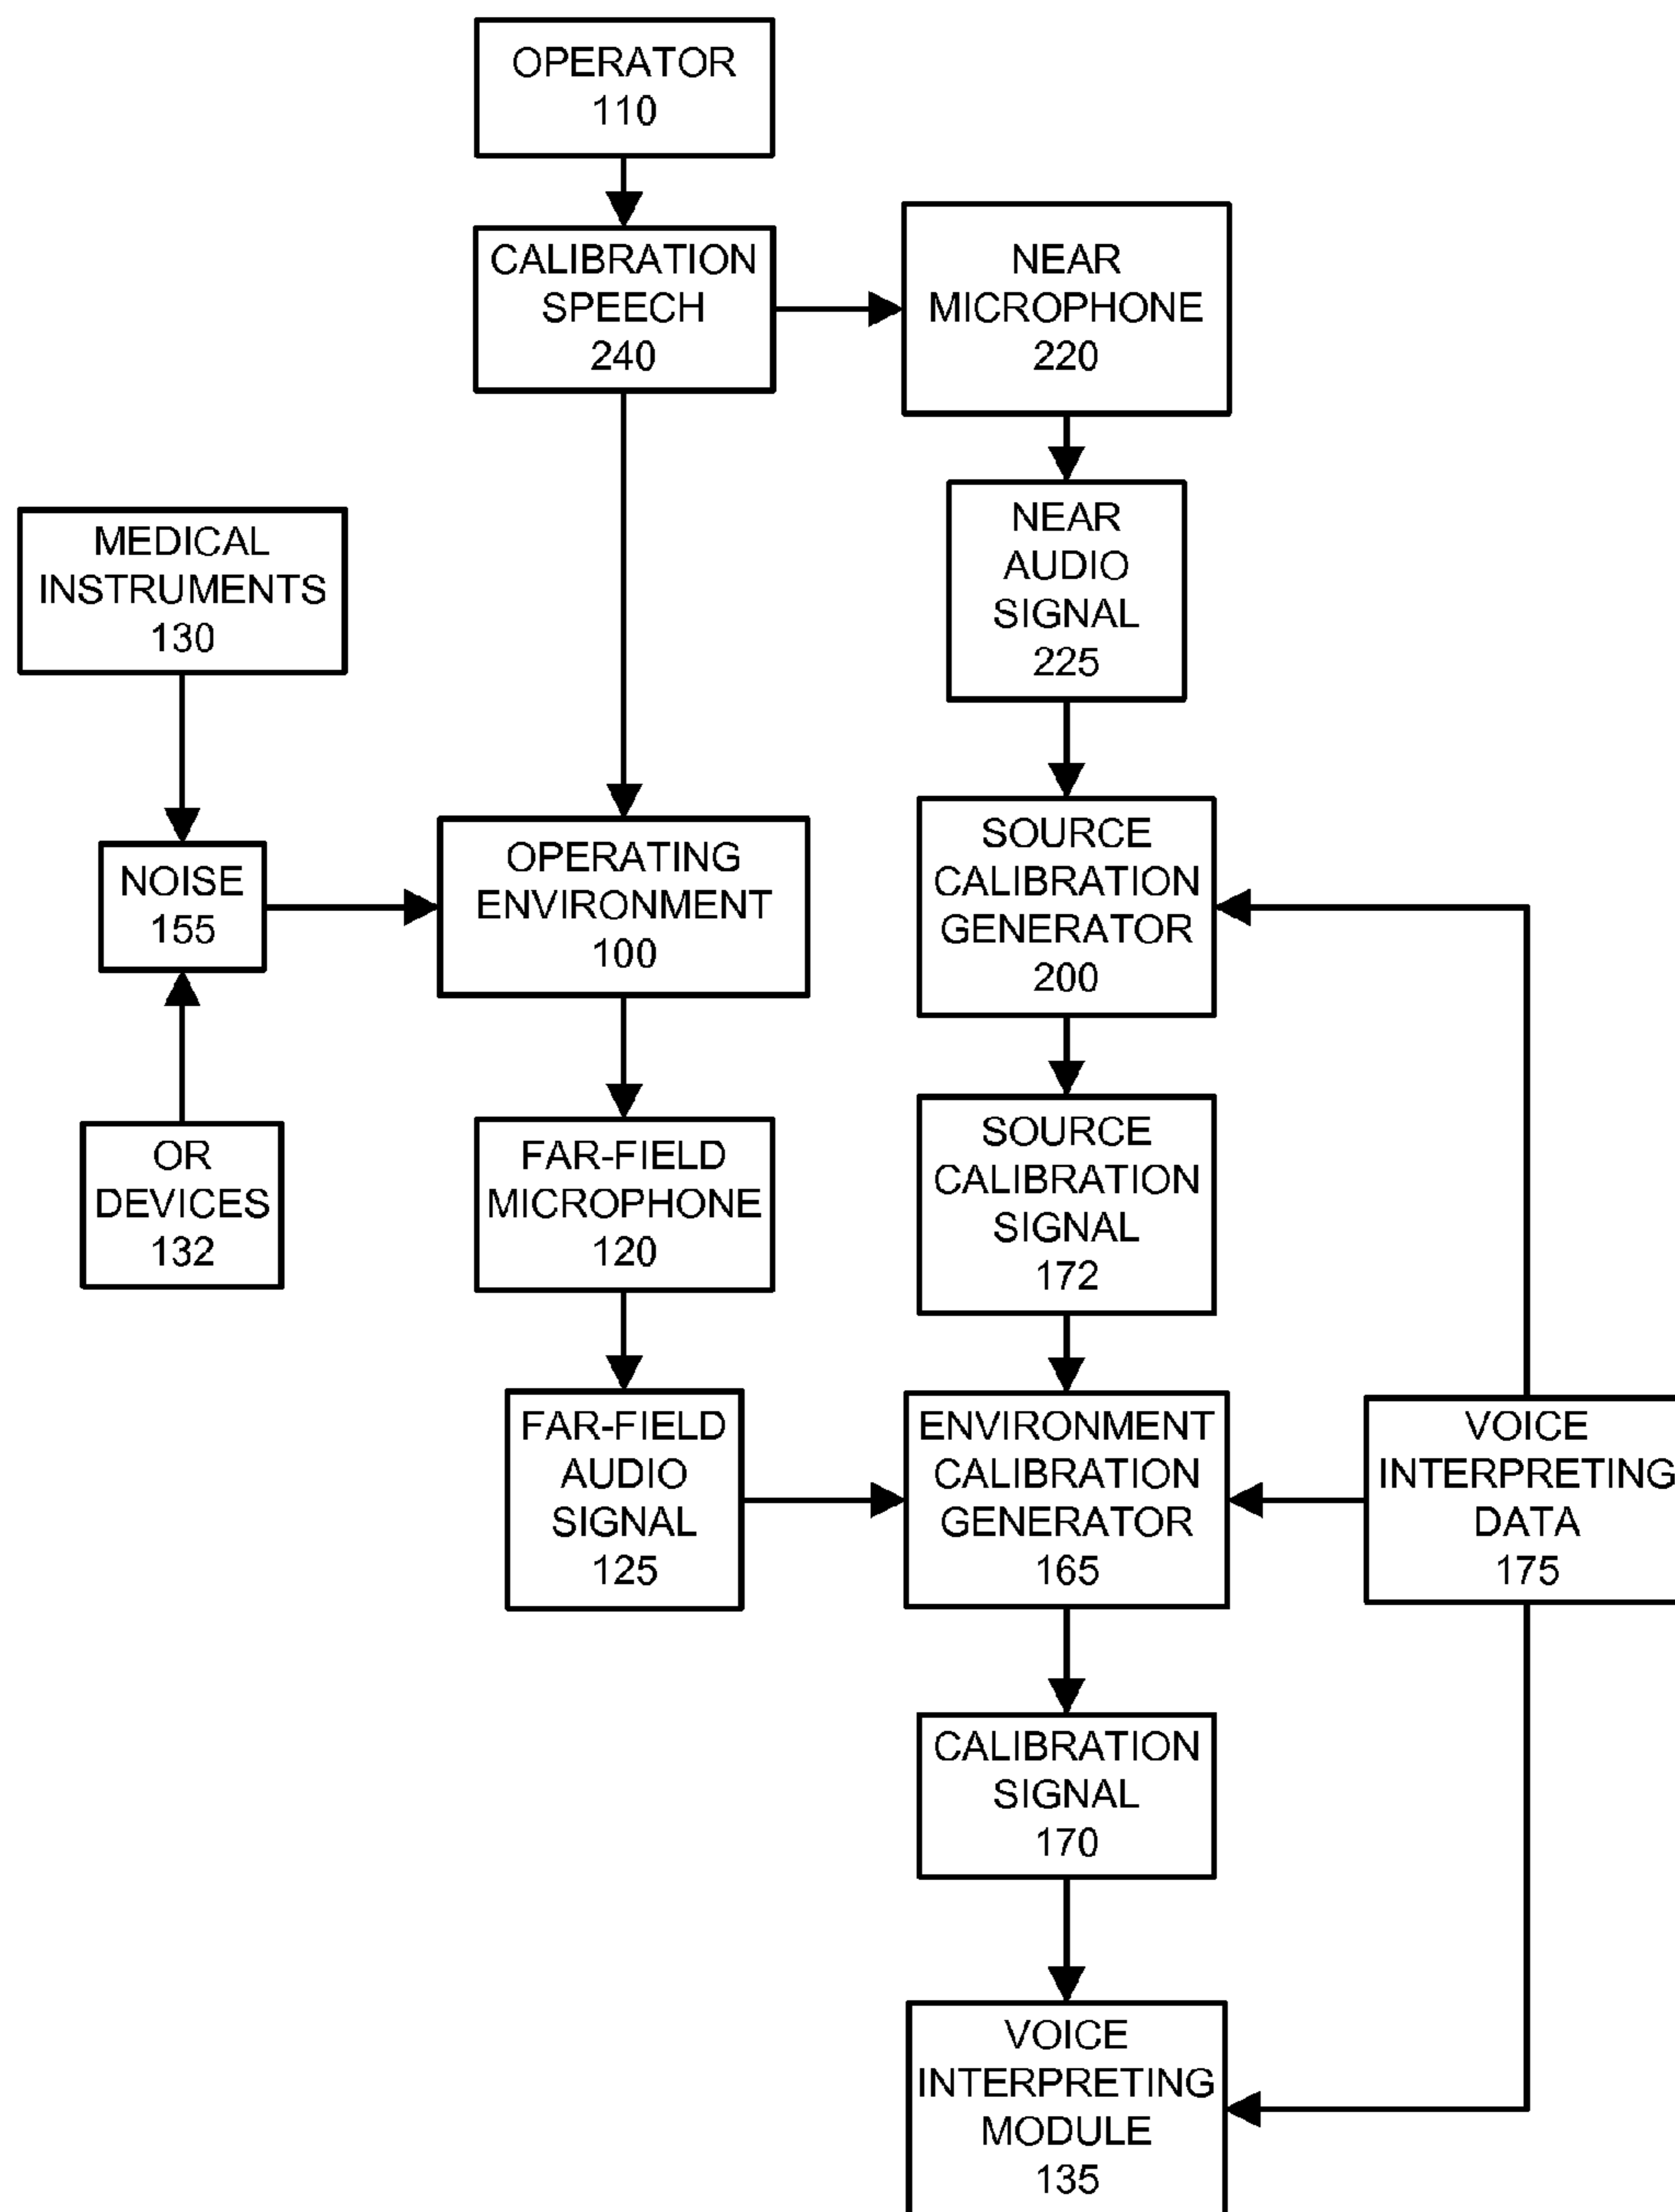 OPERATOR
110
CALIBRATION
SPEECH
240
NEAR
MICROPHONE
220
NEAR
AUDIO
SIGNAL
225
MEDICAL
INSTRUMENTS
130
NOISE
155
OPERATING
ENVIRONMENT
100
SOURCE
CALIBRATION
GENERATOR
200
OR
DEVICES
132
FAR-FIELD
MICROPHONE
120
SOURCE
CALIBRATION
SIGNAL
172
FAR-FIELD
AUDIO
SIGNAL
125
ENVIRONMENT
CALIBRATION
GENERATOR
165
VOICE
INTERPRETING
DATA
175
CALIBRATION
SIGNAL
170
VOICE
INTERPRETING
MODULE
135